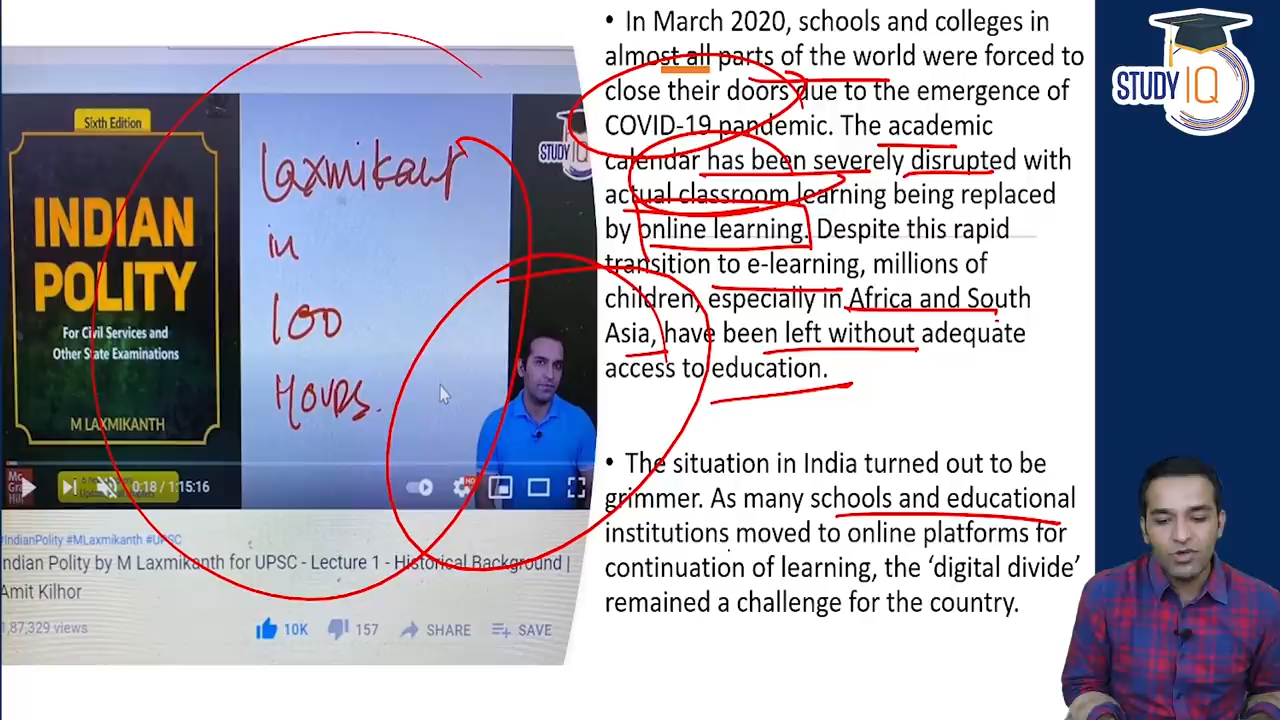 Sixth Edition
INDIAN
POLITY
For Civil Services and
Other State Examinations
M LAXMIKANTH
Laxmikant
in
100
Hours.
STUDY IQ
0:18 / 1:15:16
HD
#IndianPolity #MLaxmikanth #UPSC
Indian Polity by M Laxmikanth for UPSC - Lecture 1 - Historical Background |
Amit Kilhor
1,87,329 views
10K
157
SHARE
SAVE
• In March 2020, schools and colleges in
almost all parts of the world were forced to
close their doors due to the emergence of
COVID-19 pandemic. The academic
calendar has been severely disrupted with
actual classroom learning being replaced
by online learning. Despite this rapid
transition to e-learning, millions of
children, especially in Africa and South
Asia, have been left without adequate
access to education.
• The situation in India turned out to be
grimmer. As many schools and educational
institutions moved to online platforms for
continuation of learning, the ‘digital divide’
remained a challenge for the country.
STUDY IQ